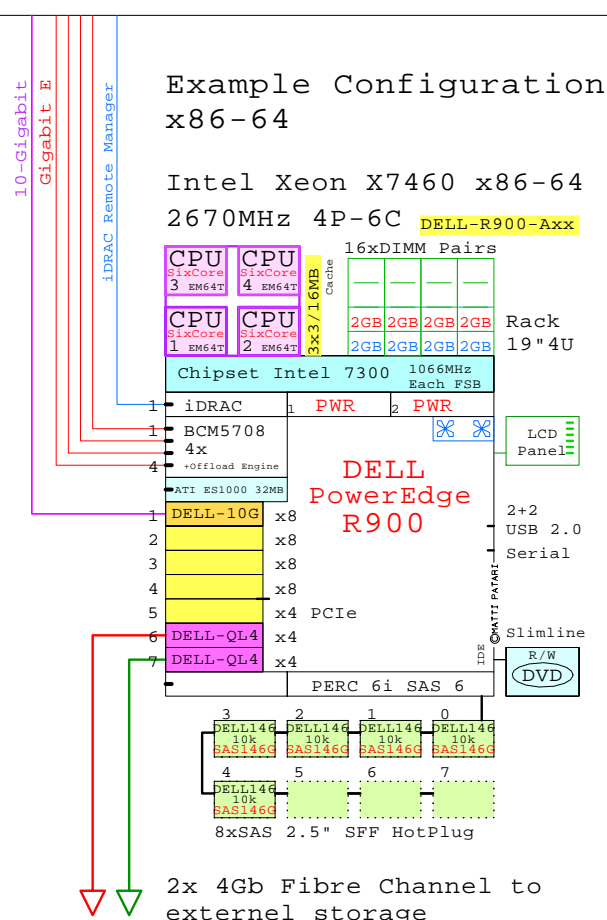 Example Configuration
x86-64
Intel Xeon X7460 x86-64
2670MHz 4P-6C DELL-R900-Axx
10-Gigabit
Gigabit E
iDRAC Remote Manager
16xDIMM Pairs
CPU CPU
SixCore SixCore
3 EM64T 4 EM64T
CPU CPU
SixCore SixCore
1 EM64T 2 EM64T
3x3/16MB
Cache
2GB 2GB 2GB 2GB
2GB 2GB 2GB 2GB
Rack
19"4U
Chipset Intel 7300 1066MHz
Each FSB
1 iDRAC 1 PWR 2 PWR
1 BCM5708
4x
4 +Offload Engine
LCD
Panel
ATI ES1000 32MB
DELL
PowerEdge
R900
1 DELL-10G x8
2 x8
3 x8
4 x8
5 x4 PCIe
6 DELL-QL4 x4
7 DELL-QL4 x4
2+2
USB 2.0
Serial
©MATTI PATARI
Slimline
IDE
R/W
DVD
PERC 6i SAS 6
3 2 1 0
DELL146 DELL146 DELL146 DELL146
10k 10k 10k 10k
SAS146G SAS146G SAS146G SAS146G
4 5 6 7
DELL146
10k
SAS146G
8xSAS 2.5" SFF HotPlug
2x 4Gb Fibre Channel to
externel storage